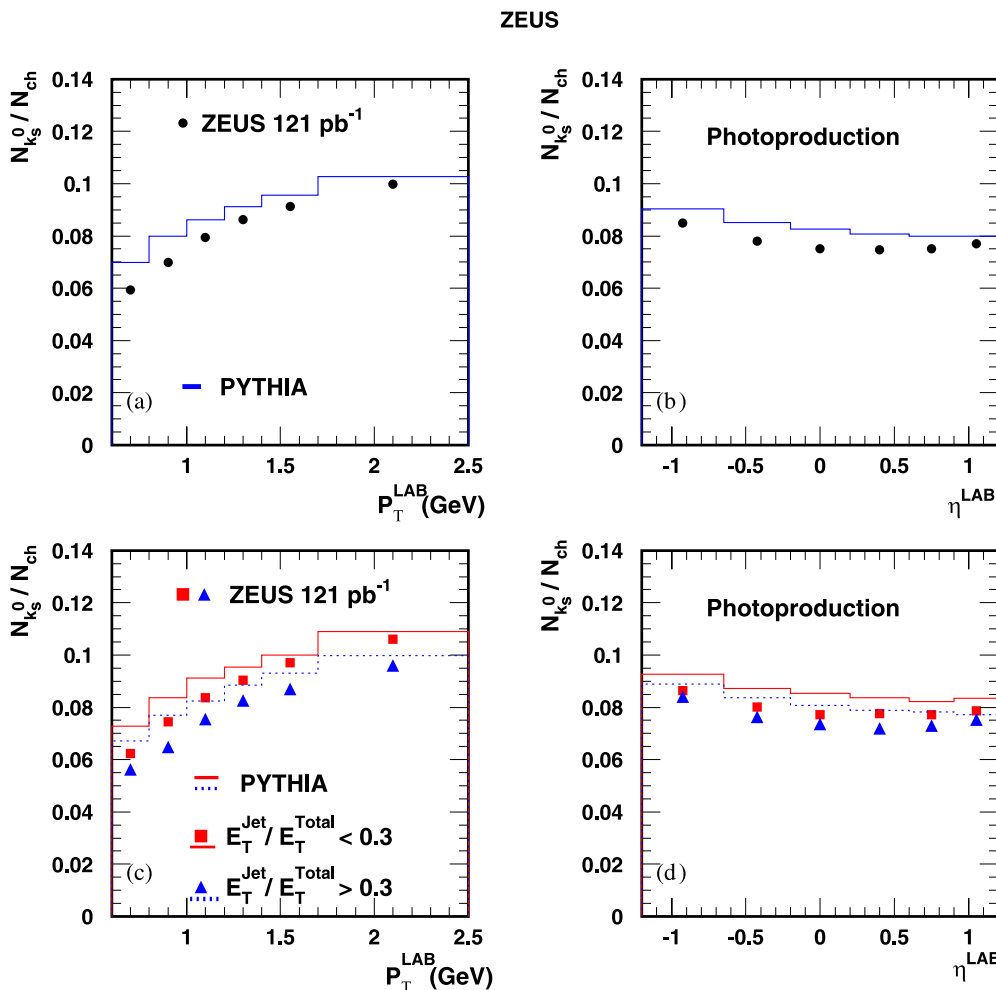 ZEUS
N_{k_s^0} / N_{ch}
0.14
0.12
0.1
0.08
0.06
0.04
0.02
0
ZEUS 121 pb^{-1}
PYTHIA
(a)
1 1.5 2 2.5
P_T^{LAB} (GeV)
N_{k_s^0} / N_{ch}
0.14
0.12
0.1
0.08
0.06
0.04
0.02
0
Photoproduction
(b)
-1 -0.5 0 0.5 1
η^{LAB}
N_{k_s^0} / N_{ch}
0.14
0.12
0.1
0.08
0.06
0.04
0.02
0
ZEUS 121 pb^{-1}
PYTHIA
E_T^{Jet} / E_T^{Total} < 0.3
E_T^{Jet} / E_T^{Total} > 0.3
(c)
1 1.5 2 2.5
P_T^{LAB} (GeV)
N_{k_s^0} / N_{ch}
0.14
0.12
0.1
0.08
0.06
0.04
0.02
0
Photoproduction
(d)
-1 -0.5 0 0.5 1
η^{LAB}